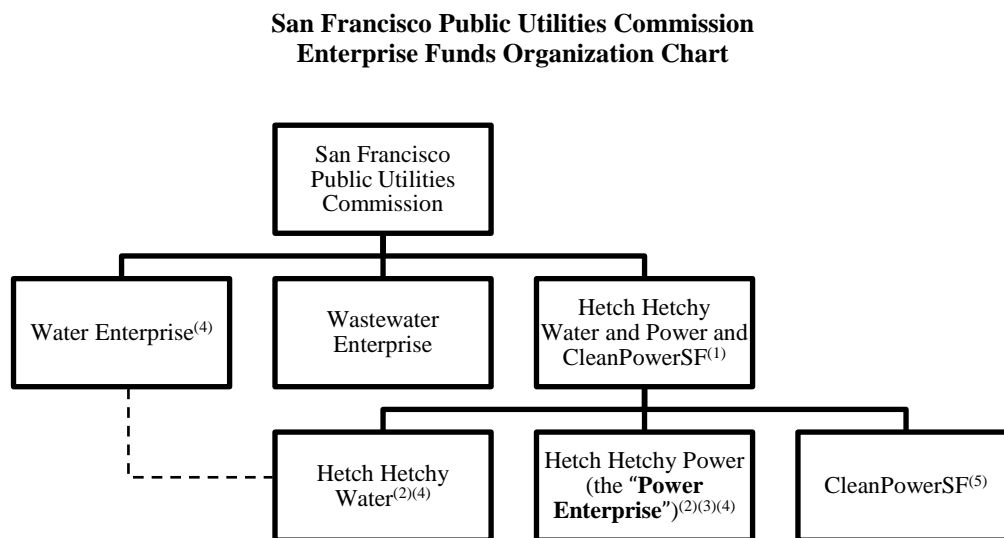 San Francisco Public Utilities Commission
Enterprise Funds Organization Chart
San Francisco
Public Utilities
Commission
Water Enterprise(4)
Wastewater
Enterprise
Hetch Hetchy
Water and Power and
CleanPowerSF(1)
Hetch Hetchy
Water(2)(4)
Hetch Hetchy Power
(the “Power
Enterprise”)(2)(3)(4)
CleanPowerSF(5)